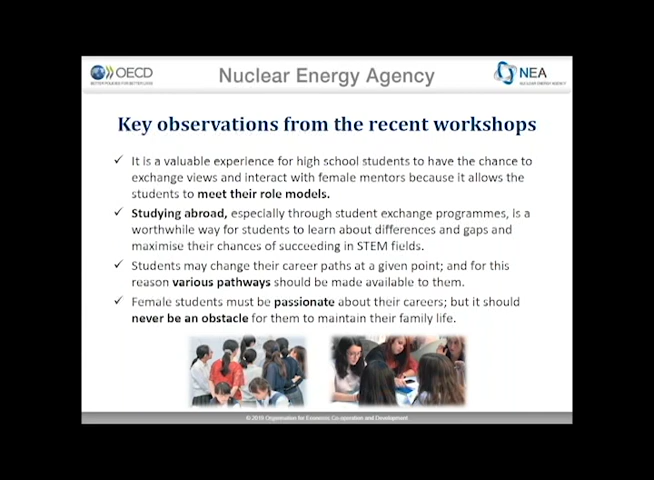 OECD
BETTER POLICIES FOR BETTER LIVES
Nuclear Energy Agency
NEA
NUCLEAR ENERGY AGENCY
Key observations from the recent workshops
✓ It is a valuable experience for high school students to have the chance to
exchange views and interact with female mentors because it allows the
students to meet their role models.
✓ Studying abroad, especially through student exchange programmes, is a
worthwhile way for students to learn about differences and gaps and
maximise their chances of succeeding in STEM fields.
✓ Students may change their career paths at a given point; and for this
reason various pathways should be made available to them.
✓ Female students must be passionate about their careers; but it should
never be an obstacle for them to maintain their family life.
Organisation for Economic Co-operation and Development